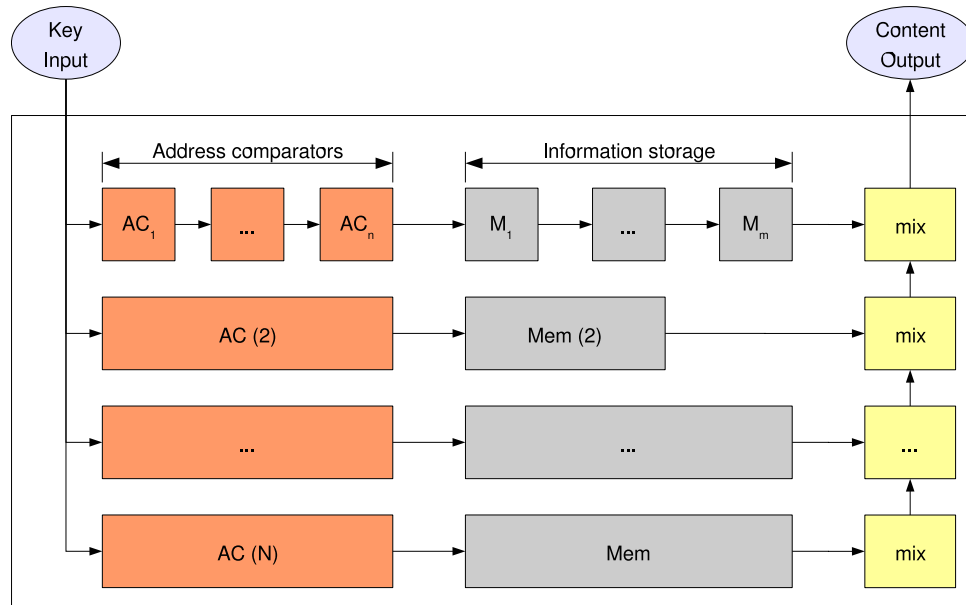 Key
Input
Content
Output
Address comparators
Information storage
AC1
...
ACn
M1
...
Mm
mix
AC (2)
Mem (2)
mix
...
...
...
AC (N)
Mem
mix